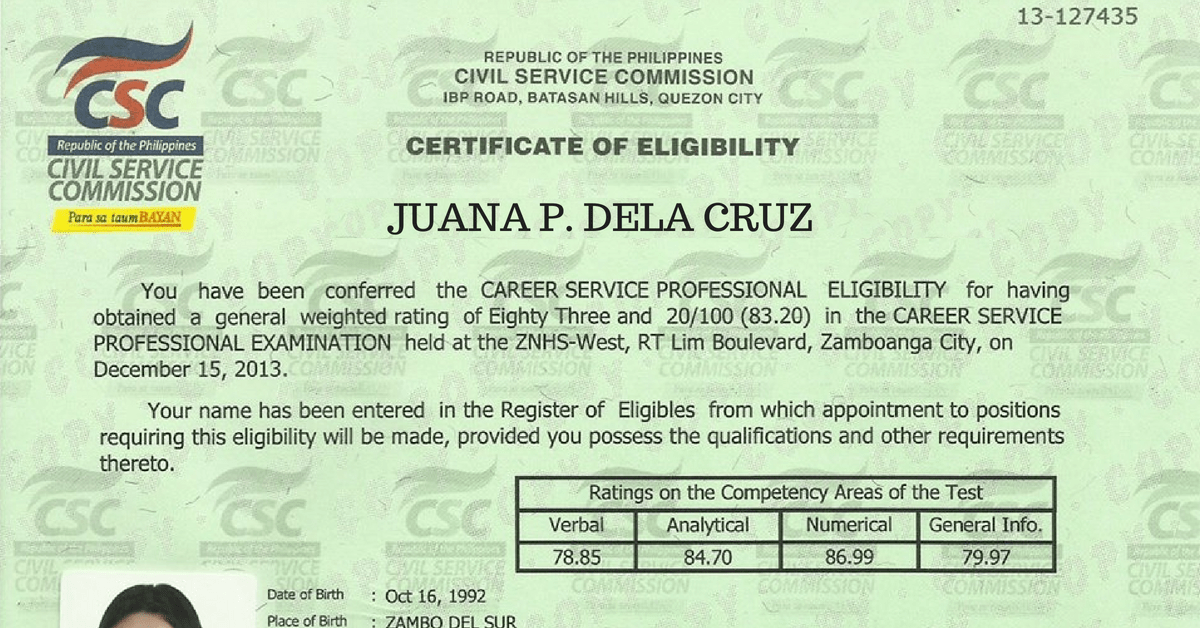 13-127435
CSC
Republic of the Philippines
CIVIL SERVICE
COMMISSION
Para sa taumBAYAN
REPUBLIC OF THE PHILIPPINES
CIVIL SERVICE COMMISSION
IBP ROAD, BATASAN HILLS, QUEZON CITY
CERTIFICATE OF ELIGIBILITY
JUANA P. DELA CRUZ
You have been conferred the CAREER SERVICE PROFESSIONAL ELIGIBILITY for having
obtained a general weighted rating of Eighty Three and 20/100 (83.20) in the CAREER SERVICE
PROFESSIONAL EXAMINATION held at the ZNHS-West, RT Lim Boulevard, Zamboanga City, on
December 15, 2013.
Your name has been entered in the Register of Eligibles from which appointment to positions
requiring this eligibility will be made, provided you possess the qualifications and other requirements
thereto.
Ratings on the Competency Areas of the Test
Verbal Analytical Numerical General Info.
78.85 84.70 86.99 79.97
Date of Birth : Oct 16, 1992
Place of Birth : ZAMBO DEL SUR